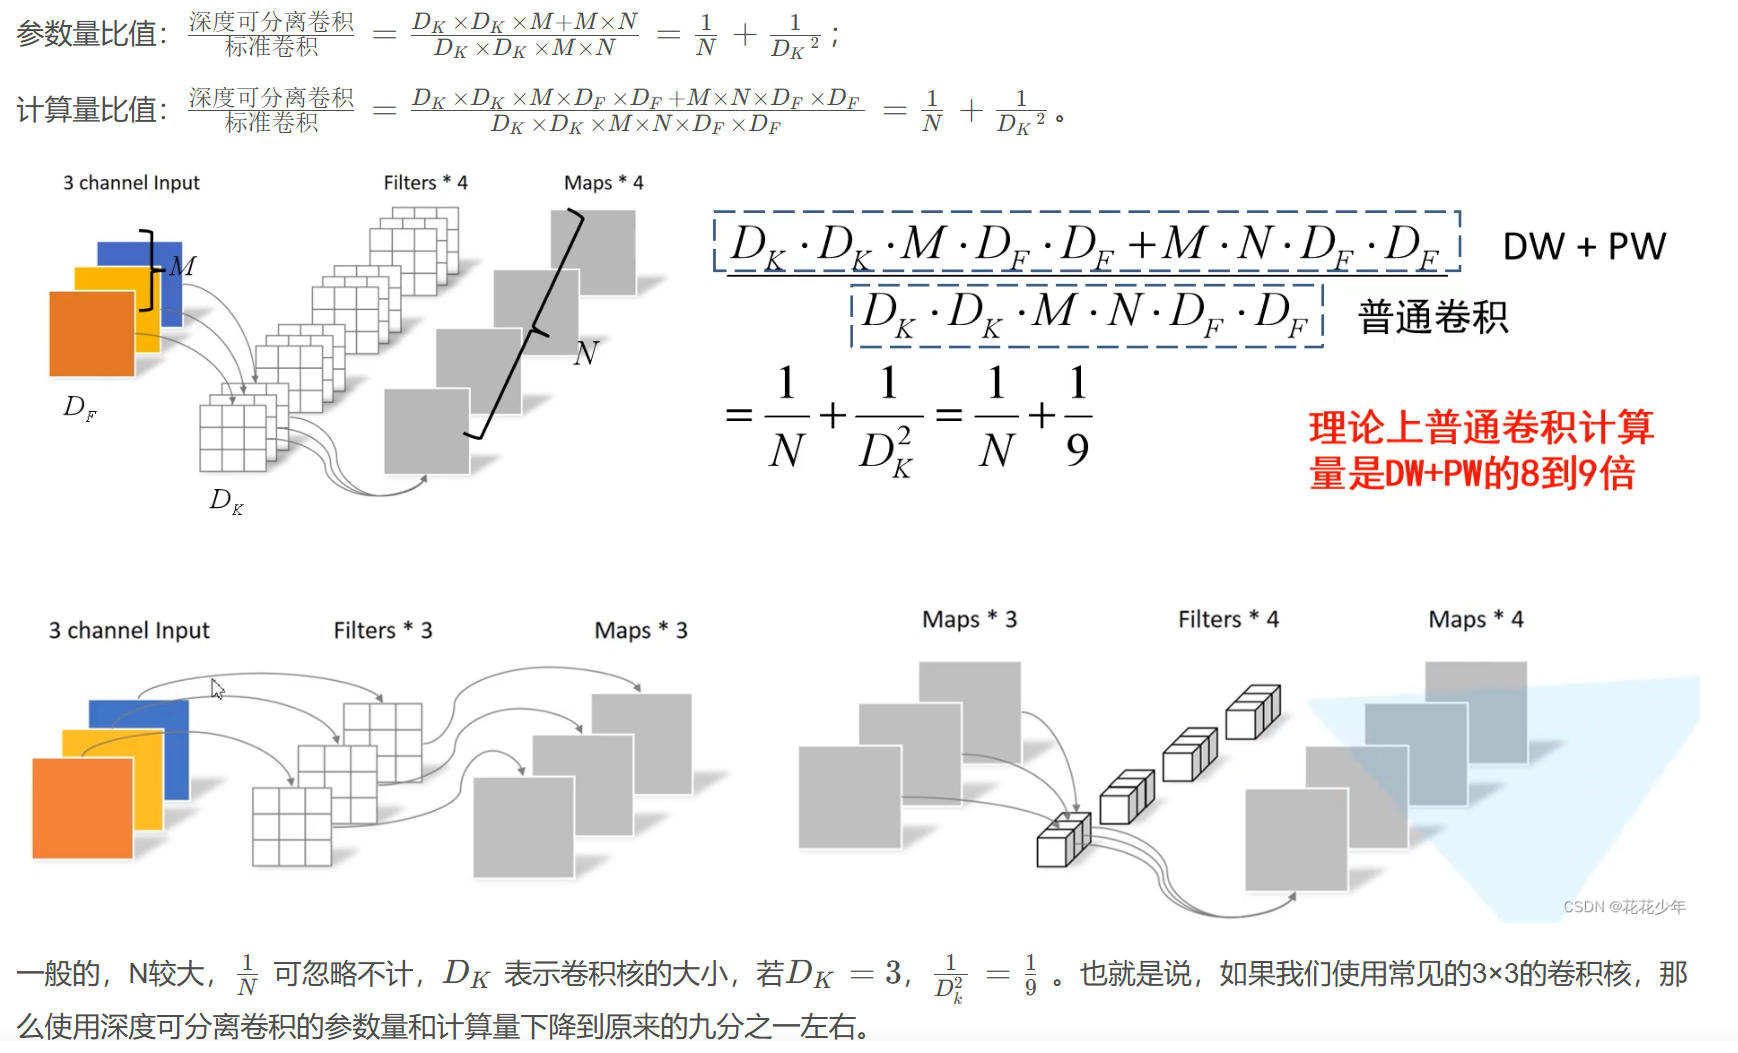 参数量比值：深度可分离卷积/标准卷积 = (D_K × D_K × M + M × N)/(D_K × D_K × M × N) = 1/N + 1/D_K²；
计算量比值：深度可分离卷积/标准卷积 = (D_K × D_K × M × D_F × D_F + M × N × D_F × D_F)/(D_K × D_K × M × N × D_F × D_F) = 1/N + 1/D_K²。
3 channel Input
Filters * 4
Maps * 4
M
N
D_F
D_K
D_K · D_K · M · D_F · D_F + M · N · D_F · D_F
DW + PW
D_K · D_K · M · N · D_F · D_F
普通卷积
= 1/N + 1/D_K² = 1/N + 1/9
理论上普通卷积计算
量是DW+PW的8到9倍
3 channel Input
Filters * 3
Maps * 3
Maps * 3
Filters * 4
Maps * 4
CSDN @花花少年
一般的，N较大，1/N 可忽略不计，D_K 表示卷积核的大小，若D_K = 3，1/D_k² = 1/9。也就是说，如果我们使用常见的3×3的卷积核，那
么使用深度可分离卷积的参数量和计算量下降到原来的九分之一左右。